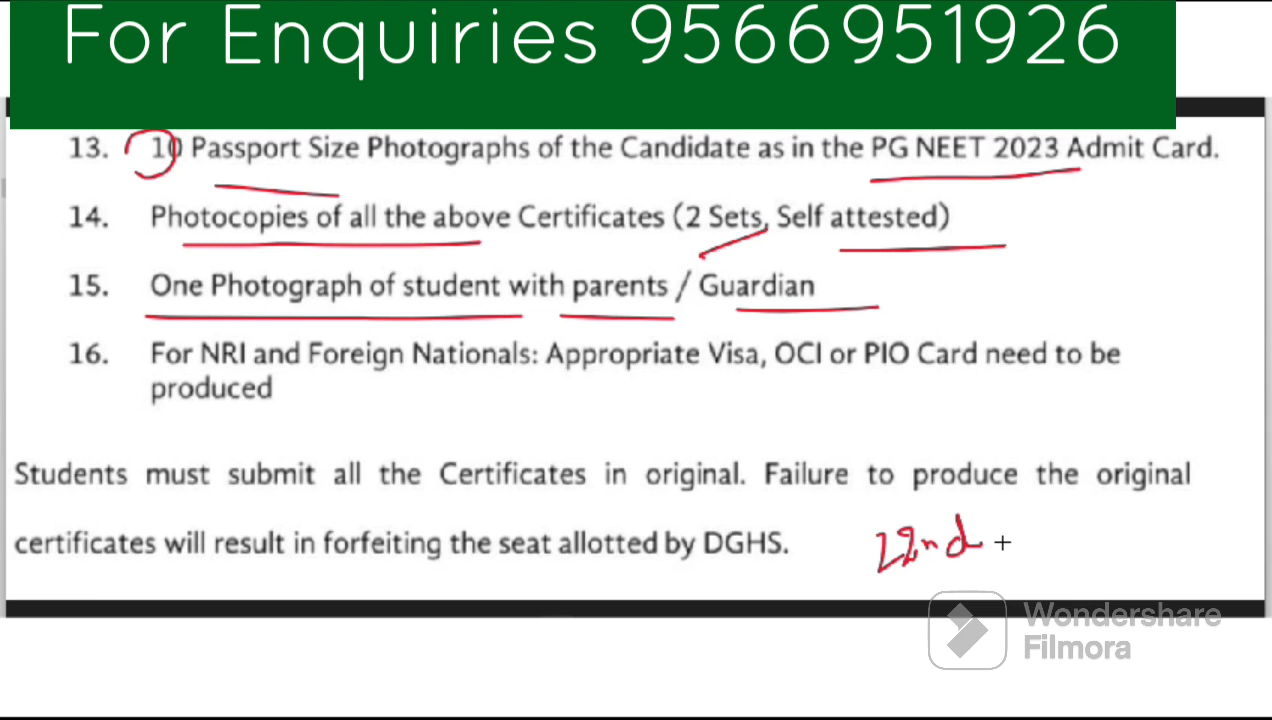 For Enquiries 9566951926
13. 10 Passport Size Photographs of the Candidate as in the PG NEET 2023 Admit Card.
14. Photocopies of all the above Certificates (2 Sets, Self attested)
15. One Photograph of student with parents / Guardian
16. For NRI and Foreign Nationals: Appropriate Visa, OCI or PIO Card need to be
produced
Students must submit all the Certificates in original. Failure to produce the original
certificates will result in forfeiting the seat allotted by DGHS.
22nd
Wondershare
Filmora